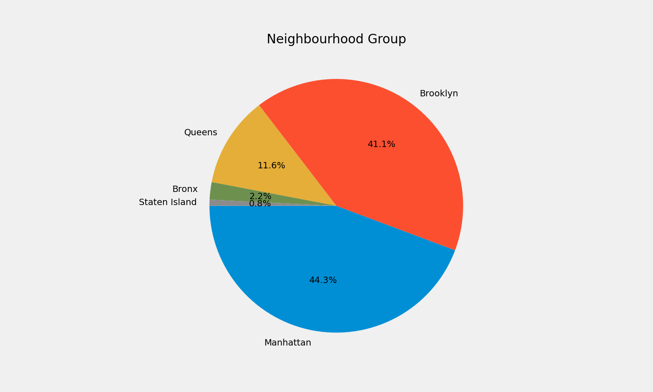 Neighbourhood Group
Brooklyn
41.1%
Queens
11.6%
Bronx
2.2%
Staten Island
0.8%
44.3%
Manhattan